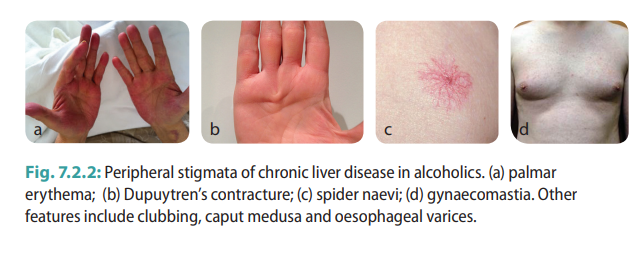 a
b
c
d
Fig. 7.2.2: Peripheral stigmata of chronic liver disease in alcoholics. (a) palmar
erythema; (b) Dupuytren's contracture; (c) spider naevi; (d) gynaecomastia. Other
features include clubbing, caput medusa and oesophageal varices.